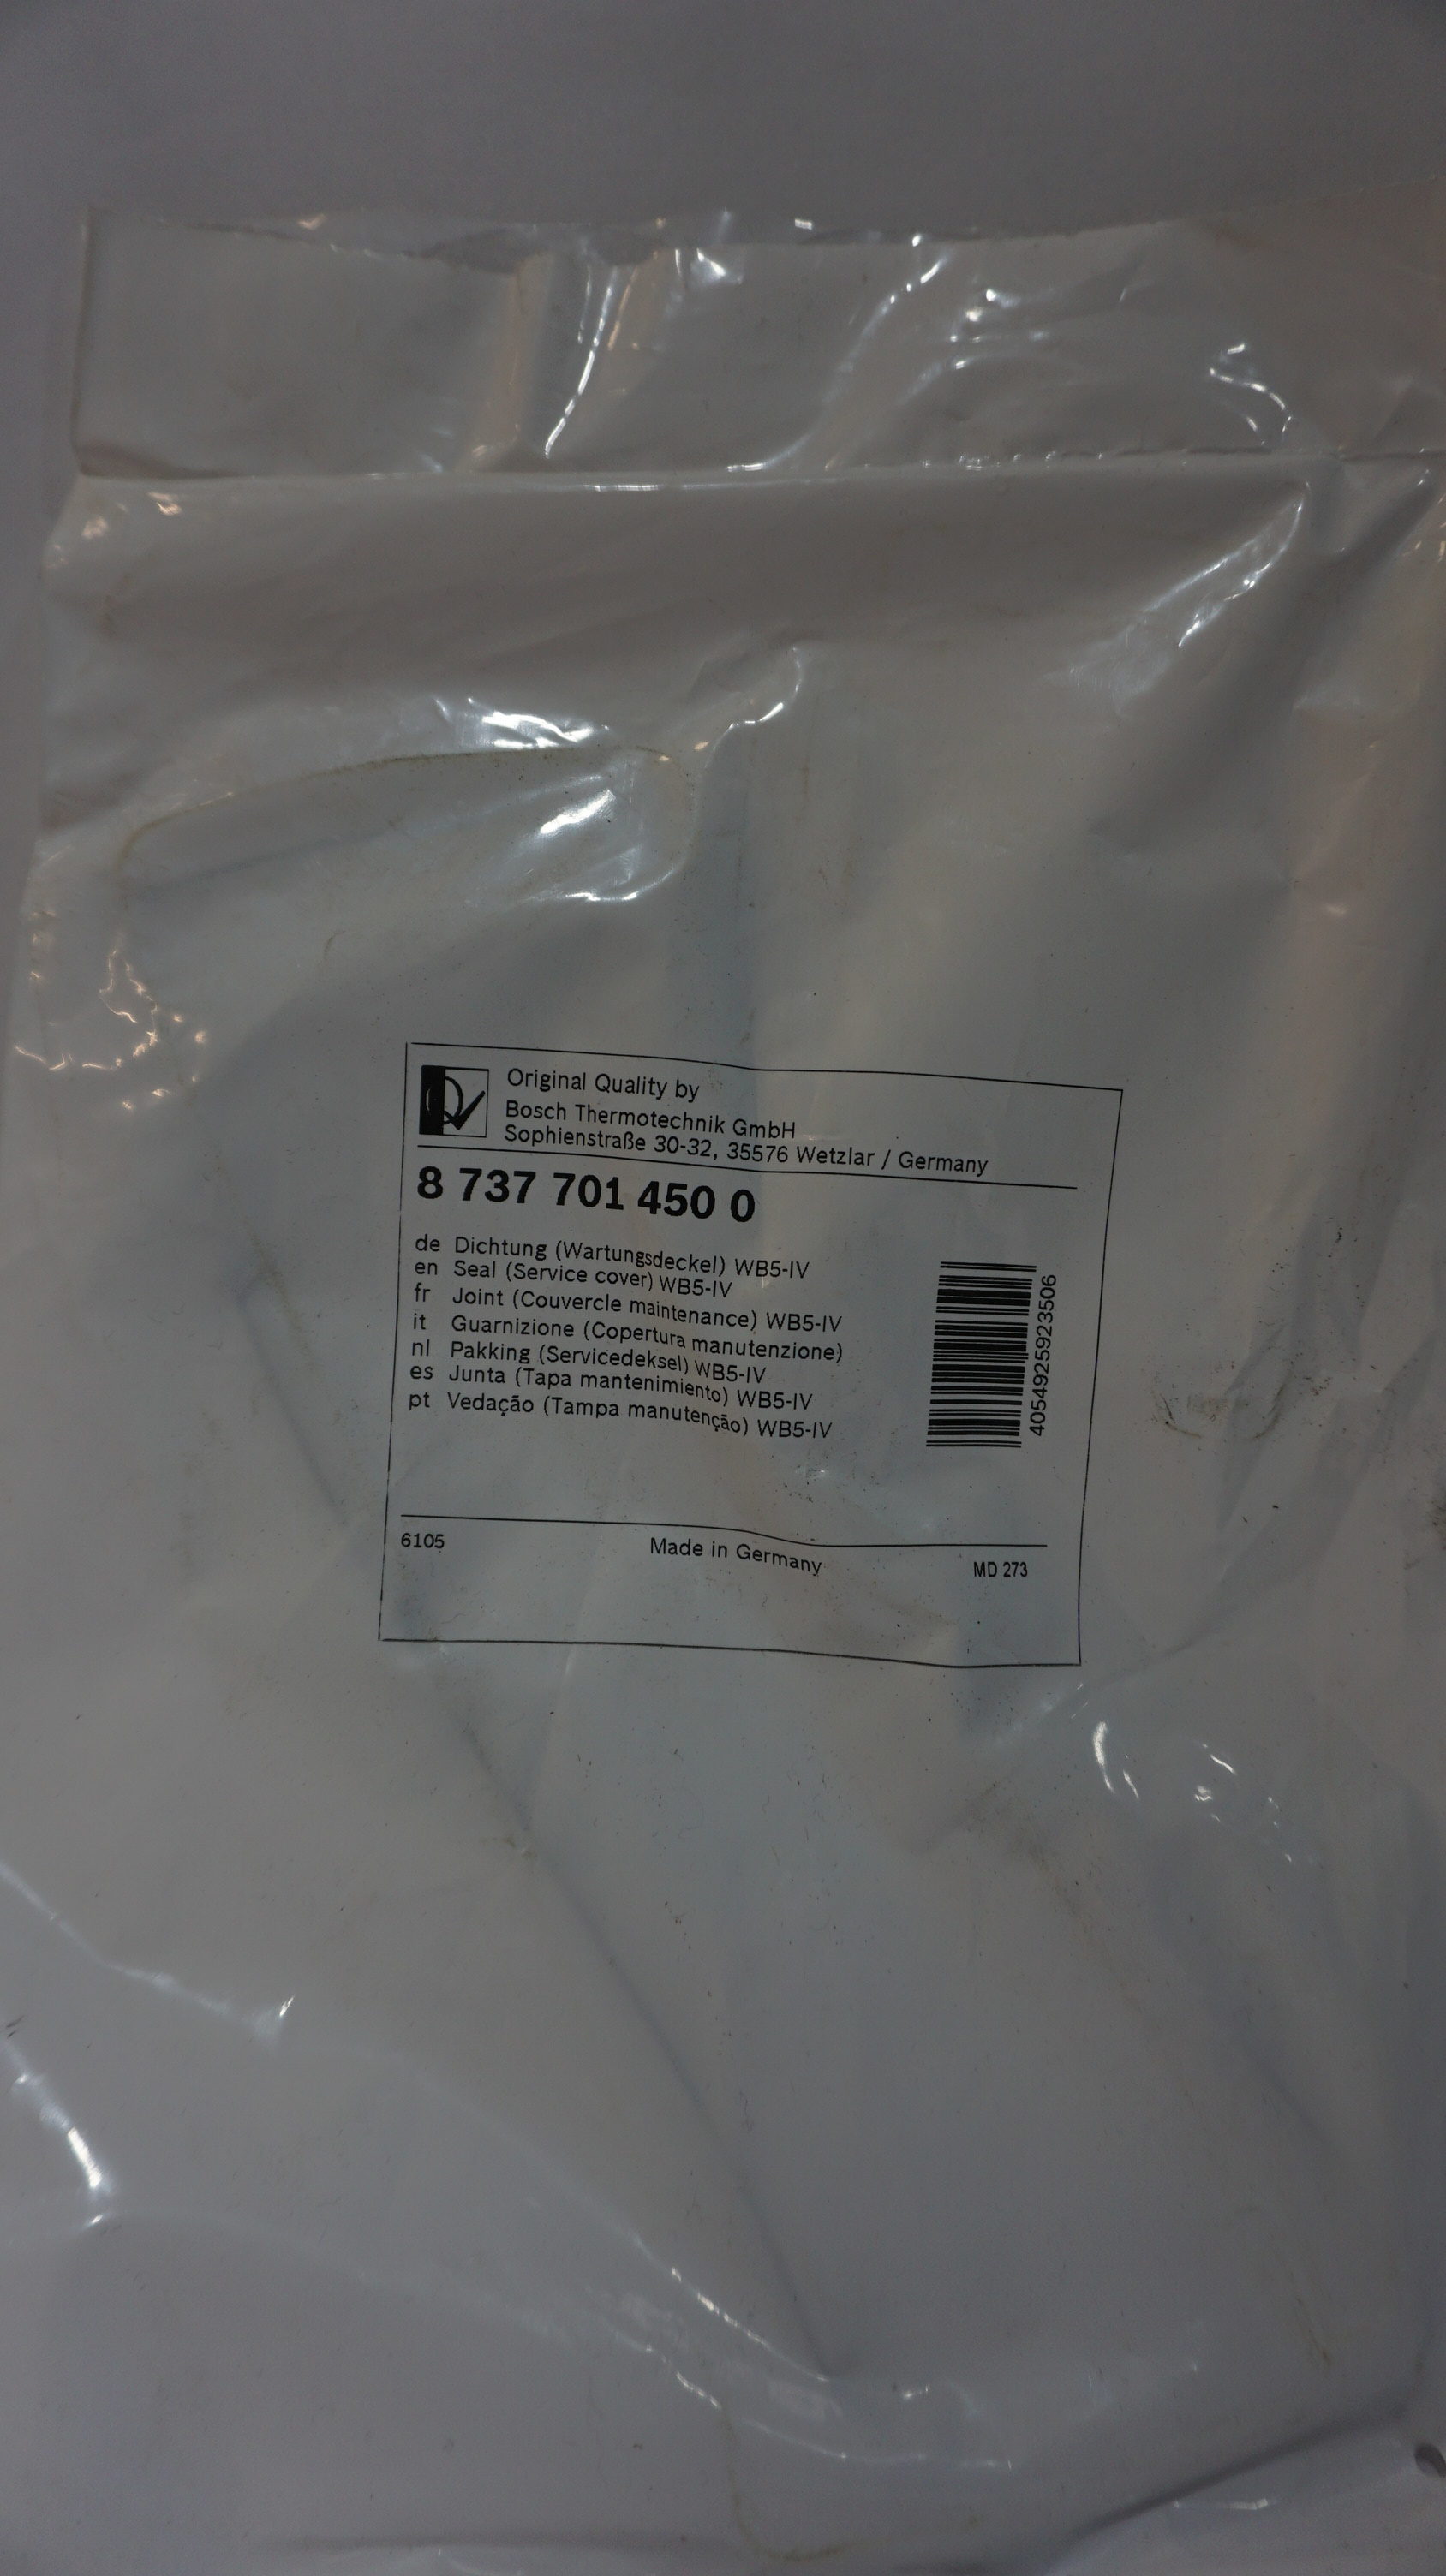 Original Quality by
Bosch Thermotechnik GmbH
Sophienstraße 30-32, 35576 Wetzlar / Germany
8 737 701 450 0
de Dichtung (Wartungsdeckel) WB5-IV
en Seal (Service cover) WB5-IV
fr Joint (Couvercle maintenance) WB5-IV
it Guarnizione (Copertura manutenzione)
nl Pakking (Servicedeksel) WB5-IV
es Junta (Tapa mantenimiento) WB5-IV
pt Vedação (Tampa manutenção) WB5-IV
4054925923506
6105 Made in Germany MD 273